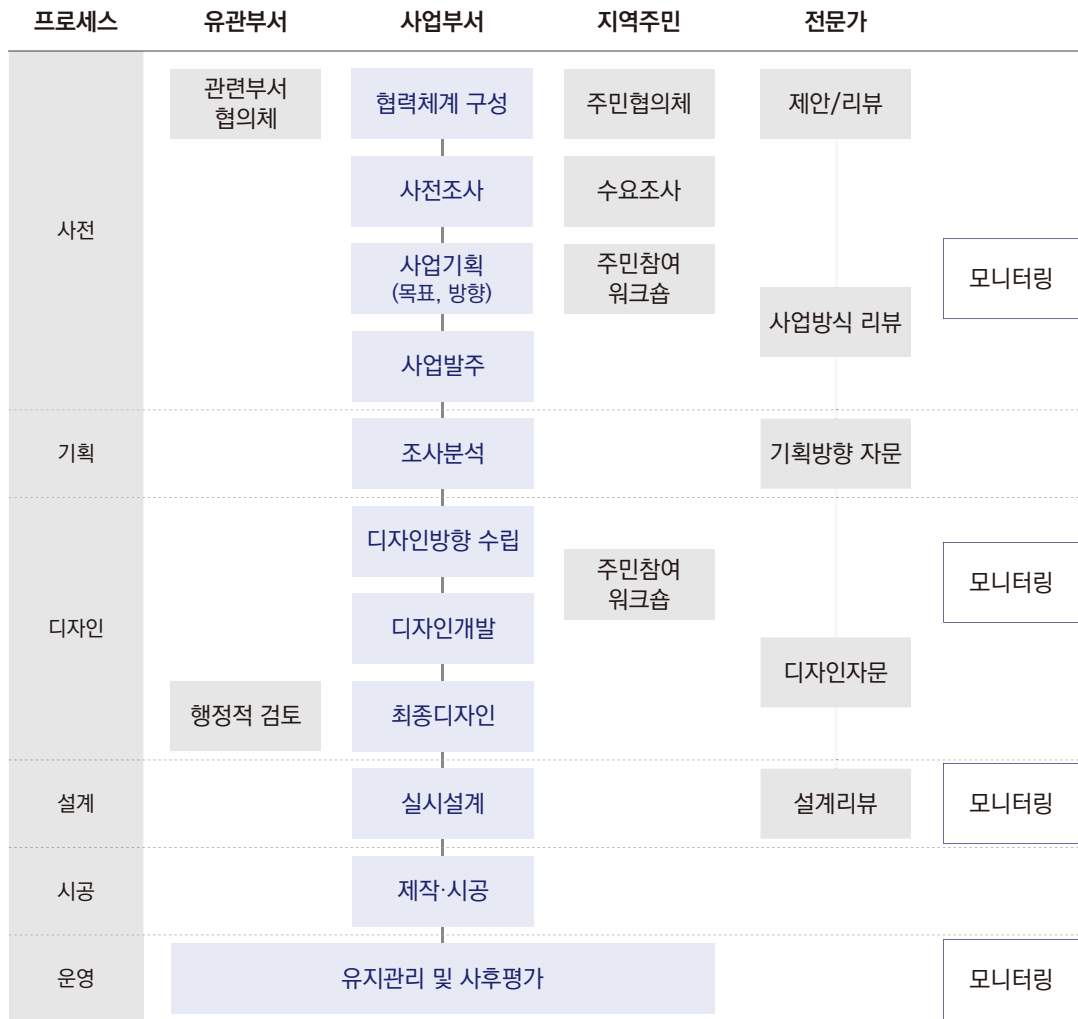 프로세스 유관부서 사업부서 지역주민 전문가
사전
관련부서
협의체
협력체계 구성
주민협의체
제안/리뷰
사전조사
수요조사
사업기획
(목표, 방향)
주민참여
워크숍
모니터링
사업방식 리뷰
사업발주
기획
조사분석
기획방향 자문
디자인
디자인방향 수립
주민참여
워크숍
모니터링
디자인개발
디자인자문
행정적 검토
최종디자인
설계
실시설계
설계리뷰
모니터링
시공
제작·시공
운영
유지관리 및 사후평가
모니터링